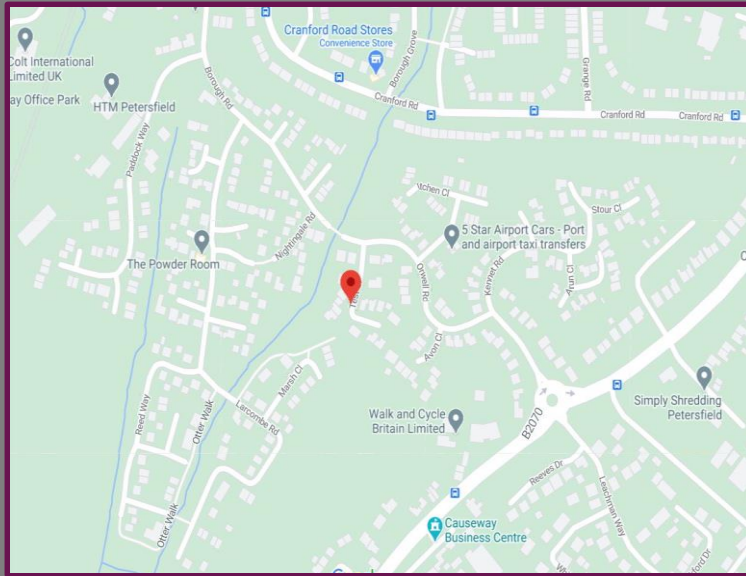 Cranford Road Stores
Convenience Store
Colt International
Limited UK
ay Office Park
HTM Petersfield
Borough Rd
Borough Grove
Grange Rd
Cranford Rd
Cranford Rd
Cranford Rd
Paddock Way
Itchen Cl
Stour Cl
Nightingale Rd
5 Star Airport Cars - Port
and airport taxi transfers
The Powder Room
Orwell Rd
Kennet Rd
Arun Cl
Avon Cl
Marsh Cl
Reed Way
Otter Walk
Larcombe Rd
Walk and Cycle
Britain Limited
B2070
Simply Shredding
Petersfield
Reeves Dr
Leachman Way
Otter Walk
Causeway
Business Centre